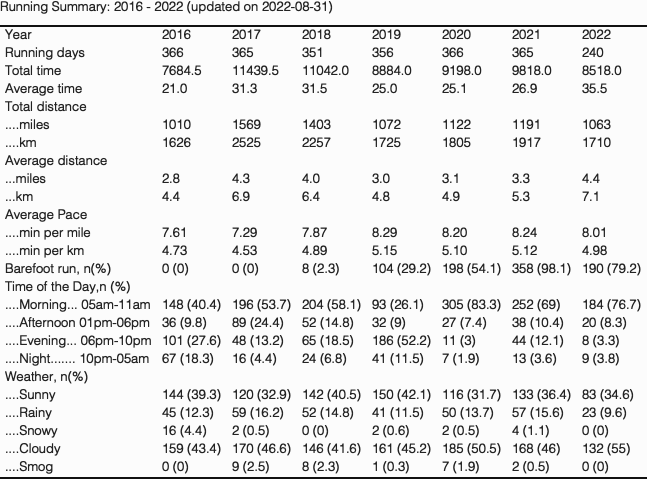 Running Summary: 2016 - 2022 (updated on 2022-08-31)
Year 2016 2017 2018 2019 2020 2021 2022
Running days 366 365 351 356 366 365 240
Total time 7684.5 11439.5 11042.0 8884.0 9198.0 9818.0 8518.0
Average time 21.0 31.3 31.5 25.0 25.1 26.9 35.5
Total distance
....miles 1010 1569 1403 1072 1122 1191 1063
....km 1626 2525 2257 1725 1805 1917 1710
Average distance
...miles 2.8 4.3 4.0 3.0 3.1 3.3 4.4
...km 4.4 6.9 6.4 4.8 4.9 5.3 7.1
Average Pace
....min per mile 7.61 7.29 7.87 8.29 8.20 8.24 8.01
....min per km 4.73 4.53 4.89 5.15 5.10 5.12 4.98
Barefoot run, n(%) 0 (0) 0 (0) 8 (2.3) 104 (29.2) 198 (54.1) 358 (98.1) 190 (79.2)
Time of the Day,n (%)
....Morning... 05am-11am 148 (40.4) 196 (53.7) 204 (58.1) 93 (26.1) 305 (83.3) 252 (69) 184 (76.7)
....Afternoon 01pm-06pm 36 (9.8) 89 (24.4) 52 (14.8) 32 (9) 27 (7.4) 38 (10.4) 20 (8.3)
....Evening... 06pm-10pm 101 (27.6) 48 (13.2) 65 (18.5) 186 (52.2) 11 (3) 44 (12.1) 8 (3.3)
....Night....... 10pm-05am 67 (18.3) 16 (4.4) 24 (6.8) 41 (11.5) 7 (1.9) 13 (3.6) 9 (3.8)
Weather, n(%)
....Sunny 144 (39.3) 120 (32.9) 142 (40.5) 150 (42.1) 116 (31.7) 133 (36.4) 83 (34.6)
....Rainy 45 (12.3) 59 (16.2) 52 (14.8) 41 (11.5) 50 (13.7) 57 (15.6) 23 (9.6)
....Snowy 16 (4.4) 2 (0.5) 0 (0) 2 (0.6) 2 (0.5) 4 (1.1) 0 (0)
....Cloudy 159 (43.4) 170 (46.6) 146 (41.6) 161 (45.2) 185 (50.5) 168 (46) 132 (55)
....Smog 0 (0) 9 (2.5) 8 (2.3) 1 (0.3) 7 (1.9) 2 (0.5) 0 (0)